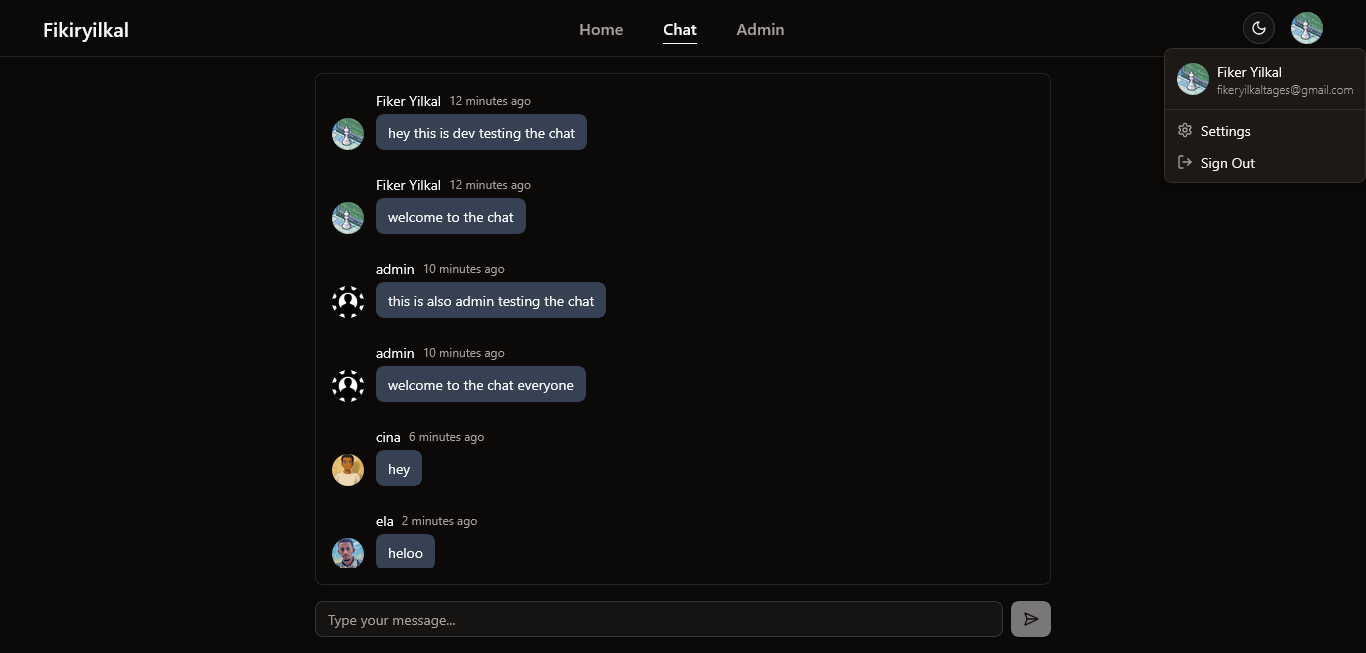 Fikiryilkal
Home Chat Admin
Fiker Yilkal
fikeryilkaltages@gmail.com
Settings
Sign Out
Fiker Yilkal 12 minutes ago
hey this is dev testing the chat
Fiker Yilkal 12 minutes ago
welcome to the chat
admin 10 minutes ago
this is also admin testing the chat
admin 10 minutes ago
welcome to the chat everyone
cina 6 minutes ago
hey
ela 2 minutes ago
heloo
Type your message...